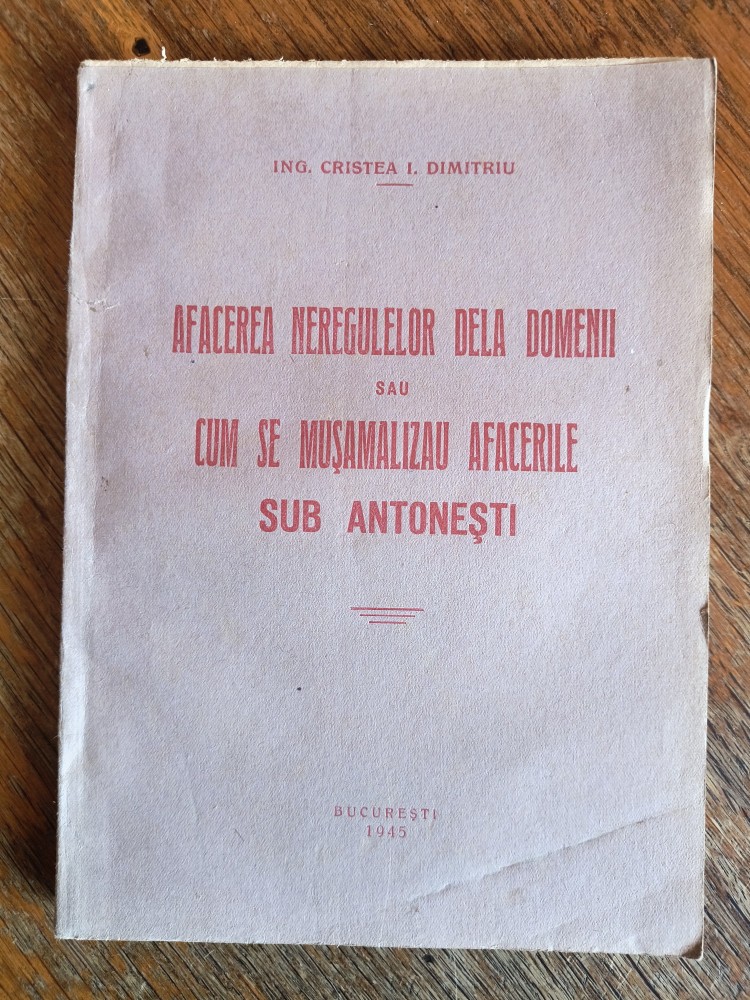 ING. CRISTEA I. DIMITRIU
AFACEREA NEREGULELOR DELA DOMENII
SAU
CUM SE MUŞAMALIZAU AFACERILE
SUB ANTONEŞTI
BUCUREŞTI
1945